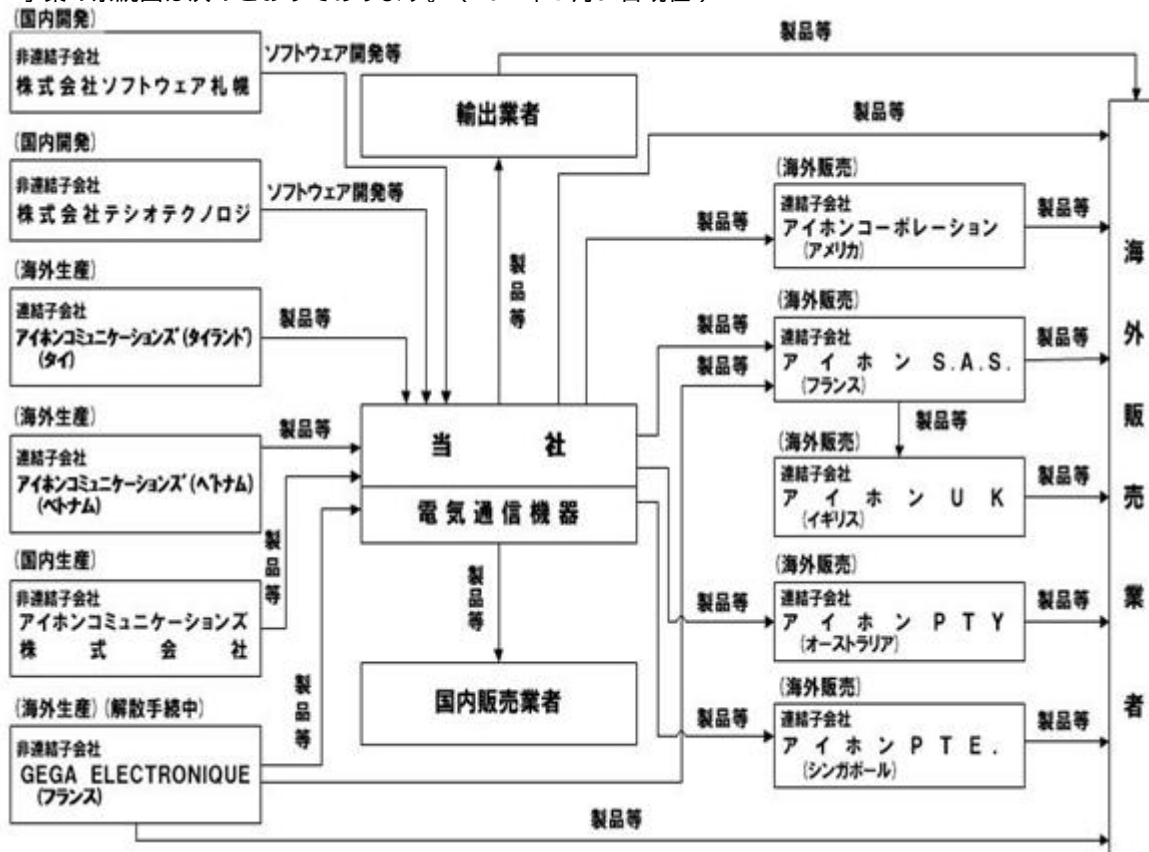 (国内開発)
非連結子会社
株式会社ソフトウェア札幌
ソフトウェア開発等
(国内開発)
非連結子会社
株式会社テシオテクノロジ
ソフトウェア開発等
(海外生産)
連結子会社
アイホンコミュニケーションズ(タイランド)
(タイ)
製品等
(海外生産)
連結子会社
アイホンコミュニケーションズ(ベトナム)
(ベトナム)
製品等
(国内生産)
非連結子会社
アイホンコミュニケーションズ
株式会社
製品等
(海外生産)(解散手続中)
非連結子会社
GEGA ELECTRONIQUE
(フランス)
製品等
製品等
輸出業者
製品等
製品等
当社
電気通信機器
製品等
国内販売業者
製品等
製品等
(海外販売)
連結子会社
アイホンコーポレーション
(アメリカ)
製品等
製品等
製品等
(海外販売)
連結子会社
アイホンS.A.S.
(フランス)
製品等
製品等
(海外販売)
連結子会社
アイホンUK
(イギリス)
製品等
製品等
(海外販売)
連結子会社
アイホンPTY
(オーストラリア)
製品等
製品等
(海外販売)
連結子会社
アイホンPTE.
(シンガポール)
製品等
海外販売業者